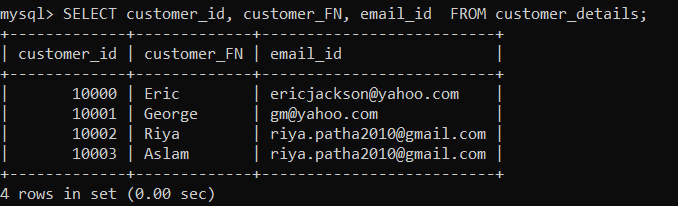 mysql> SELECT customer_id, customer_FN, email_id  FROM customer_details;
+-------------+-------------+--------------------------+
| customer_id | customer_FN | email_id                 |
+-------------+-------------+--------------------------+
|       10000 | Eric        | ericjackson@yahoo.com    |
|       10001 | George      | gm@yahoo.com             |
|       10002 | Riya        | riya.patha2010@gmail.com |
|       10003 | Aslam       | riya.patha2010@gmail.com |
+-------------+-------------+--------------------------+
4 rows in set (0.00 sec)